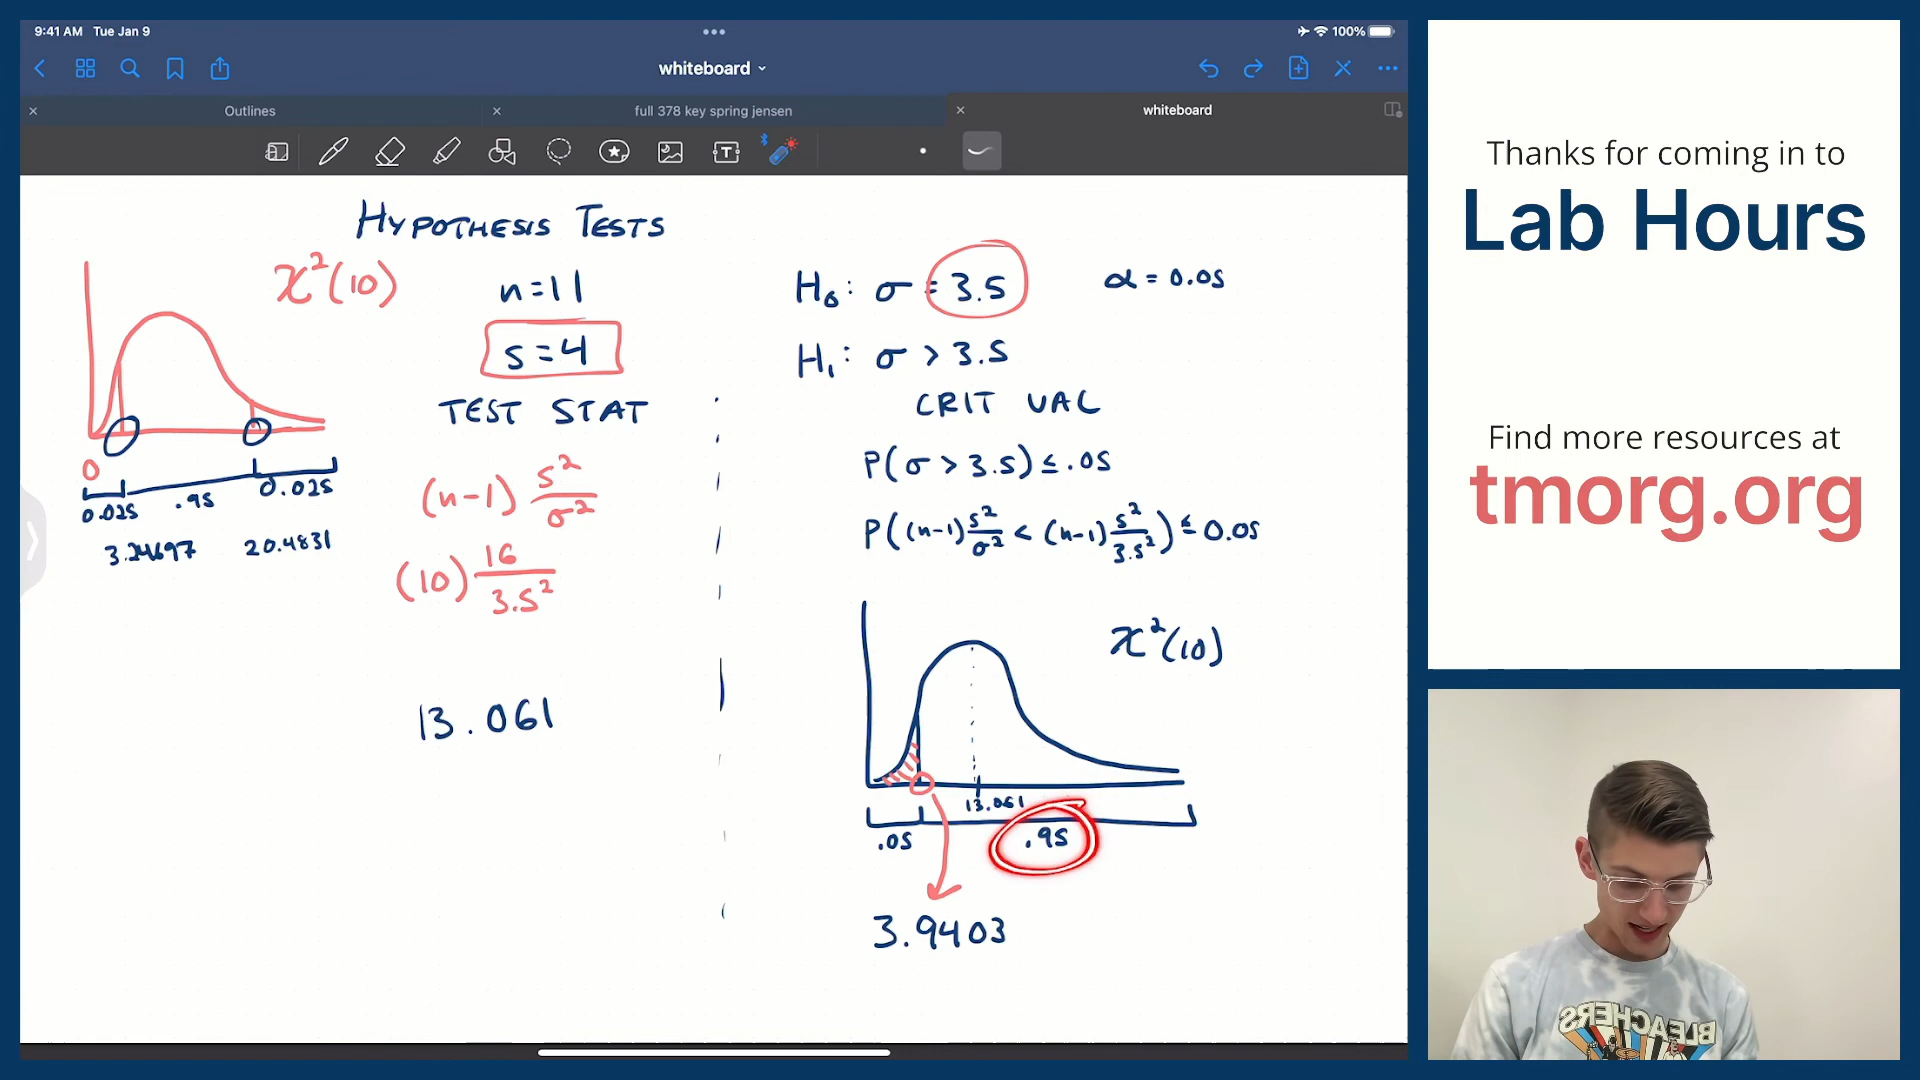 9:41 AM Tue Jan 9
100%
whiteboard
Outlines
full 378 key spring jensen
whiteboard
HYPOTHESIS TESTS
χ²(10)
n=11
s=4
H₀: σ = 3.5
α = 0.05
H₁: σ > 3.5
TEST STAT
CRIT VAL
0
0.025
.95
0.025
3.24697
20.4831
(n-1) s²/σ²
(10) 16/3.5²
13.061
P(σ > 3.5) ≤ .05
P((n-1) s²/σ² < (n-1) s²/3.5²) ≤ 0.05
χ²(10)
13.061
.05
.95
3.9403
Thanks for coming in to
Lab Hours
Find more resources at
tmorg.org
BLEACHERS